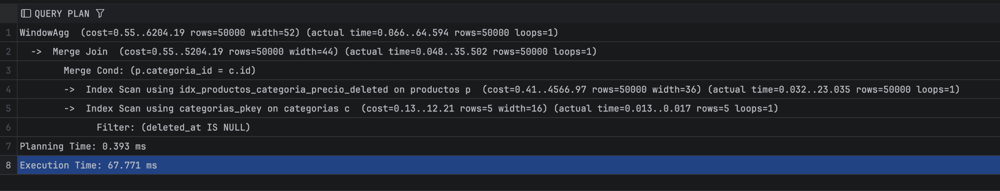 QUERY PLAN
1 WindowAgg  (cost=0.55..6204.19 rows=50000 width=52) (actual time=0.066..64.594 rows=50000 loops=1)
2   ->  Merge Join  (cost=0.55..5204.19 rows=50000 width=44) (actual time=0.048..35.502 rows=50000 loops=1)
3         Merge Cond: (p.categoria_id = c.id)
4         ->  Index Scan using idx_productos_categoria_precio_deleted on productos p  (cost=0.41..4566.97 rows=50000 width=36) (actual time=0.032..23.035 rows=50000 loops=1)
5         ->  Index Scan using categorias_pkey on categorias c  (cost=0.13..12.21 rows=5 width=16) (actual time=0.013..0.017 rows=5 loops=1)
6               Filter: (deleted_at IS NULL)
7 Planning Time: 0.393 ms
8 Execution Time: 67.771 ms